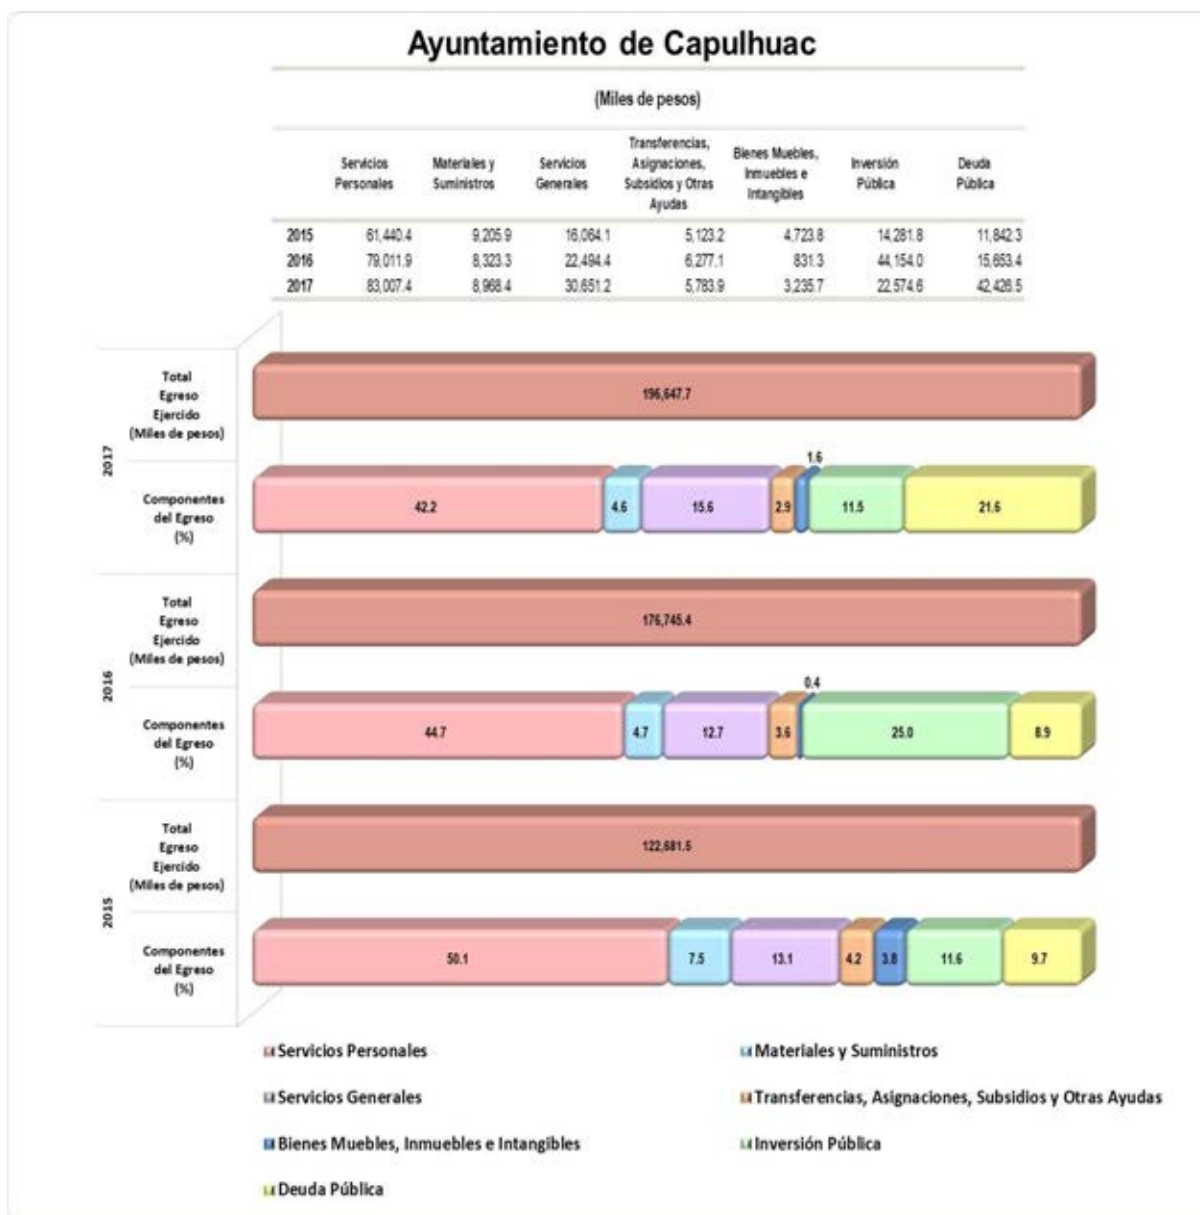 Ayuntamiento de Capulhuac
(Miles de pesos)
Servicios Personales
Materiales y Suministros
Servicios Generales
Transferencias, Asignaciones, Subsidios y Otras Ayudas
Bienes Muebles, Inmuebles e Intangibles
Inversión Pública
Deuda Pública
2015 61,440.4 9,205.9 16,064.1 5,123.2 4,723.8 14,281.8 11,842.3
2016 79,011.9 8,323.3 22,494.4 6,277.1 831.3 44,154.0 15,653.4
2017 83,007.4 8,968.4 30,651.2 5,783.9 3,235.7 22,574.6 42,426.5
2017
Total
Egreso
Ejercido
(Miles de pesos)
196,647.7
Componentes
del Egreso
(%)
42.2 4.6 15.6 2.9 1.6 11.5 21.6
2016
Total
Egreso
Ejercido
(Miles de pesos)
176,745.4
Componentes
del Egreso
(%)
44.7 4.7 12.7 3.6 0.4 25.0 8.9
2015
Total
Egreso
Ejercido
(Miles de pesos)
122,681.5
Componentes
del Egreso
(%)
50.1 7.5 13.1 4.2 3.8 11.6 9.7
Servicios Personales
Materiales y Suministros
Servicios Generales
Transferencias, Asignaciones, Subsidios y Otras Ayudas
Bienes Muebles, Inmuebles e Intangibles
Inversión Pública
Deuda Pública